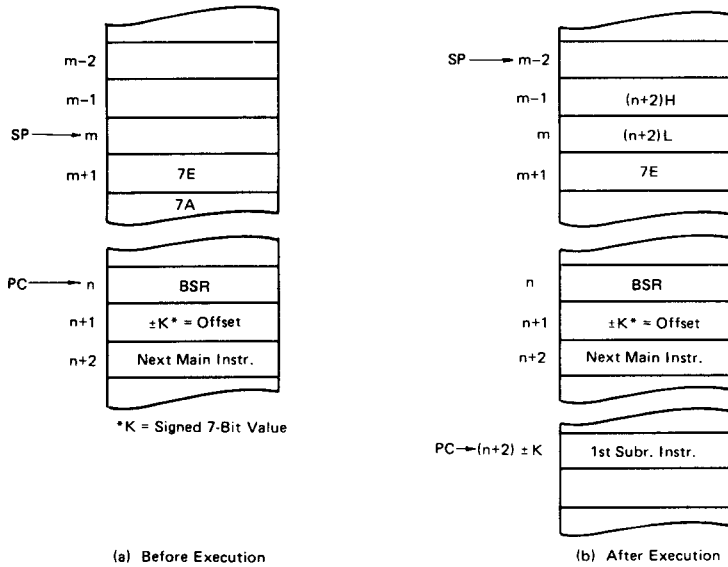 m-2
m-1
SP → m
m+1 7E
7A
PC → n BSR
n+1 ±K* = Offset
n+2 Next Main Instr.
*K = Signed 7-Bit Value
(a) Before Execution
SP → m-2
m-1 (n+2)H
m (n+2)L
m+1 7E
n BSR
n+1 ±K* = Offset
n+2 Next Main Instr.
PC → (n+2) ±K 1st Subr. Instr.
(b) After Execution